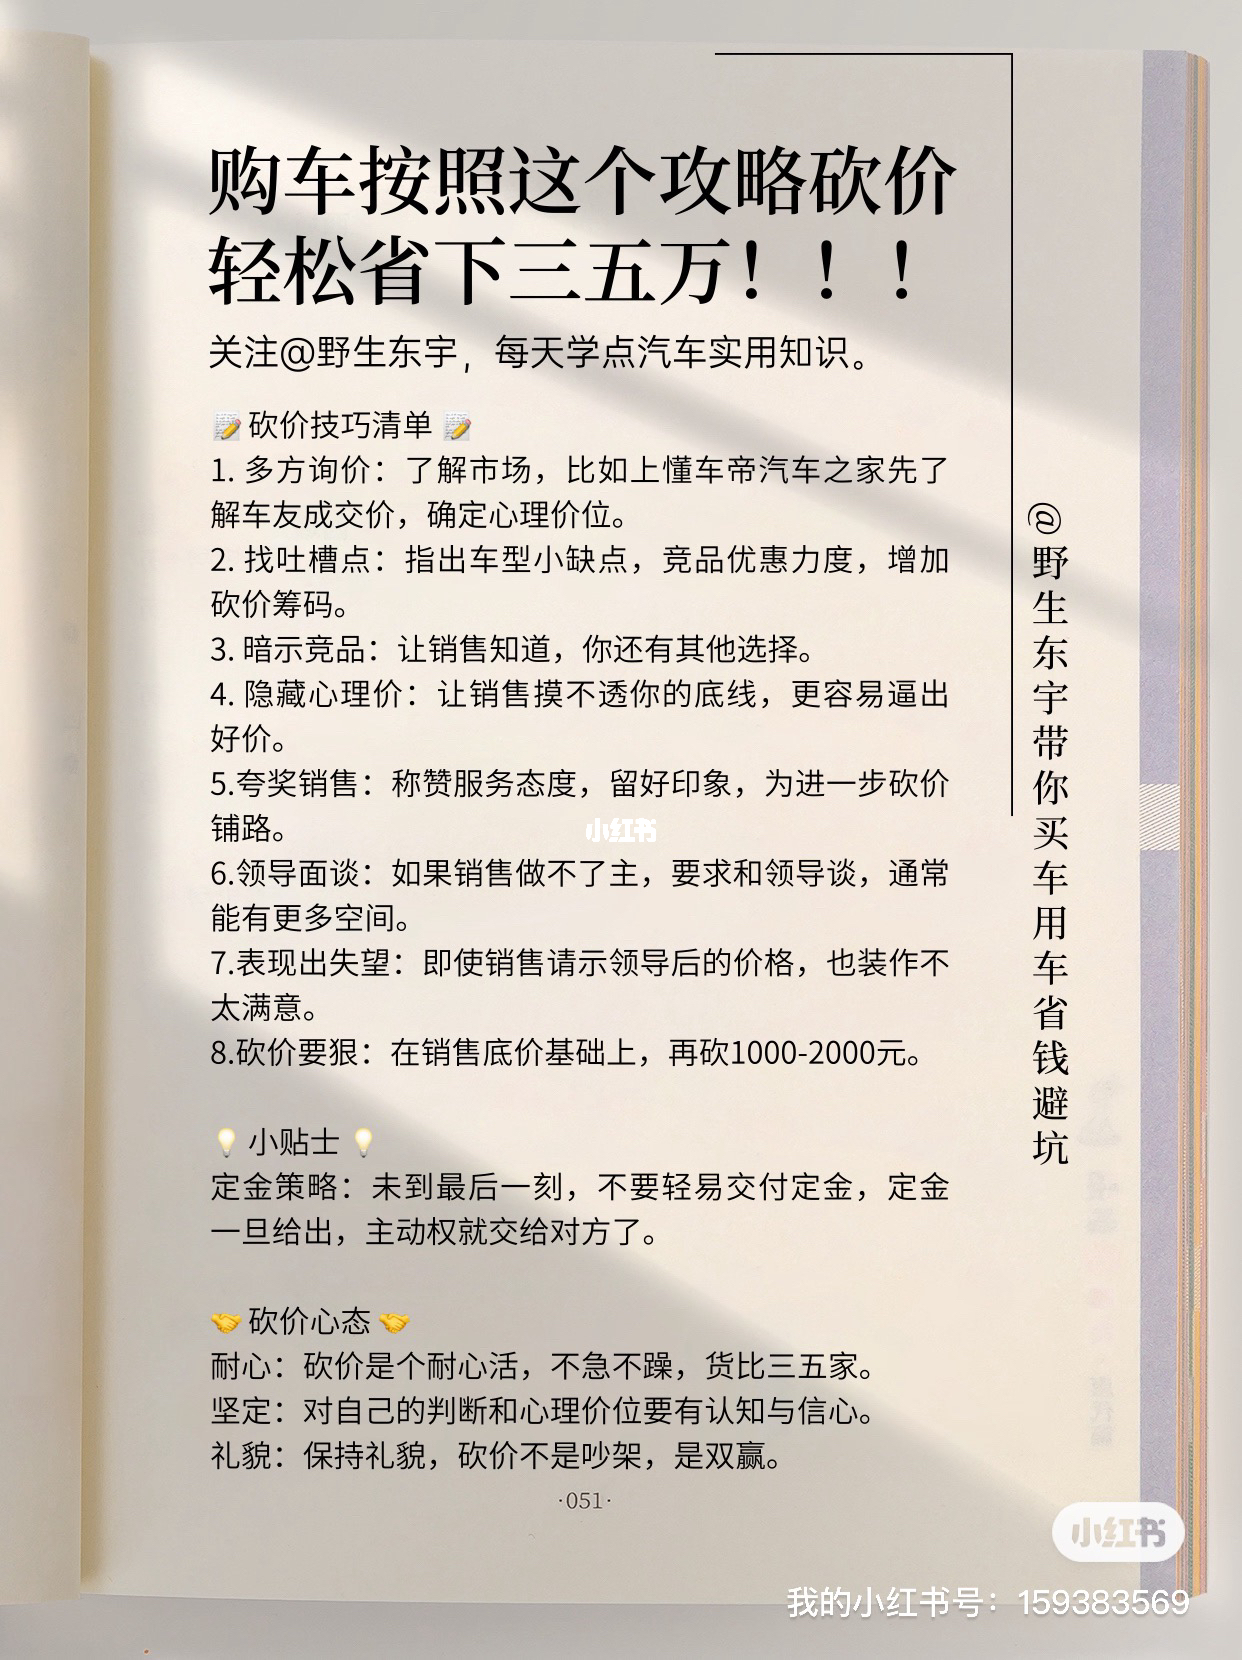 购车按照这个攻略砍价
轻松省下三五万！！！
关注@野生东宇，每天学点汽车实用知识。
📝 砍价技巧清单 📝
1. 多方询价：了解市场，比如上懂车帝汽车之家先了
解车友成交价，确定心理价位。
2. 找吐槽点：指出车型小缺点，竞品优惠力度，增加
砍价筹码。
3. 暗示竞品：让销售知道，你还有其他选择。
4. 隐藏心理价：让销售摸不透你的底线，更容易逼出
好价。
5.夸奖销售：称赞服务态度，留好印象，为进一步砍价
铺路。
小红书
6.领导面谈：如果销售做不了主，要求和领导谈，通常
能有更多空间。
7.表现出失望：即使销售请示领导后的价格，也装作不
太满意。
8.砍价要狠：在销售底价基础上，再砍1000-2000元。
💡 小贴士 💡
定金策略：未到最后一刻，不要轻易交付定金，定金
一旦给出，主动权就交给对方了。
🤝 砍价心态 🤝
耐心：砍价是个耐心活，不急不躁，货比三五家。
坚定：对自己的判断和心理价位要有认知与信心。
礼貌：保持礼貌，砍价不是吵架，是双赢。
·051·
@野生东宇带你买车用车省钱避坑
小红书
我的小红书号：159383569